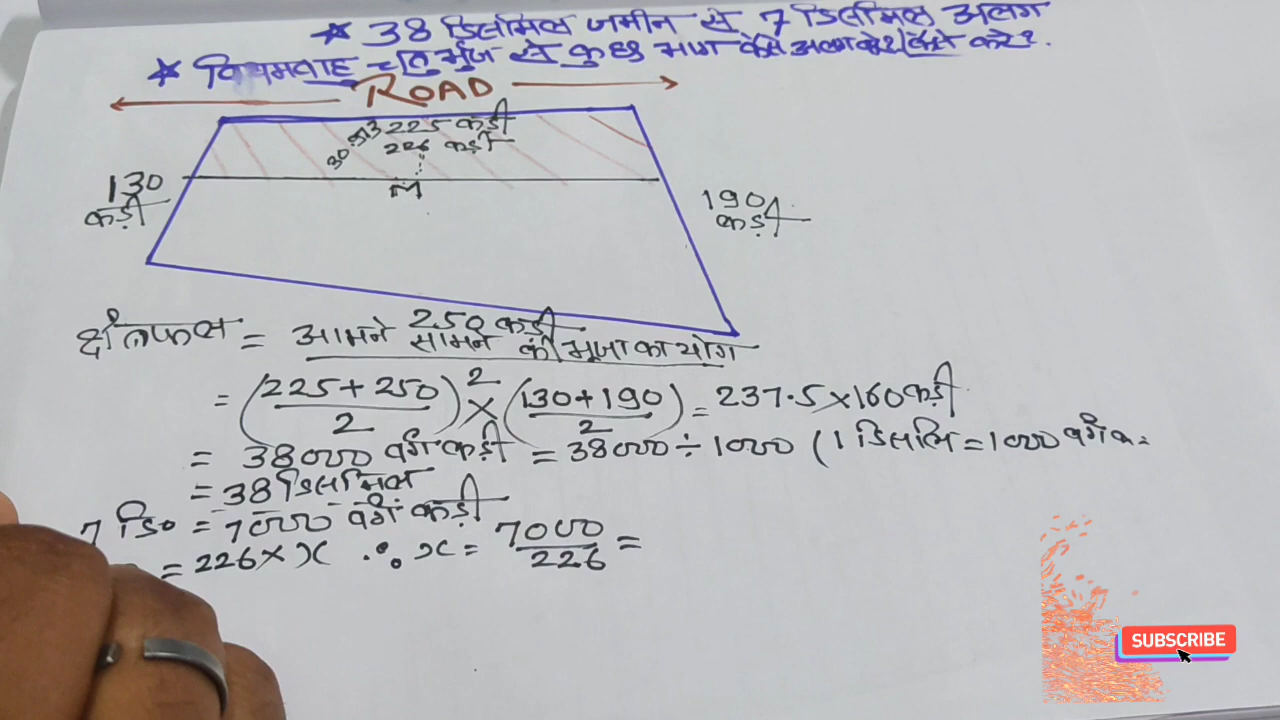 ★ 38 डिसमिल जमीन से 7 डिसमिल अलग
★ विषमबाहु चतुर्भुज से कुछ भाग कैसे करे?
ROAD
225 कड़ी
226 कड़ी
M
130 कड़ी
190 कड़ी
250 कड़ी
क्षेत्रफल = आमने सामने की भूजा का योग
2
= (225+250/2) × (130+190/2) = 237.5×160 कड़ी
= 38000 वर्ग कड़ी = 38000÷1000 (1 डिसमि = 1000 वर्ग क
= 38 डिसमिल
7 डि० = 7000 वर्ग कड़ी
= 226 × x ∴ x = 7000/226 =
SUBSCRIBE